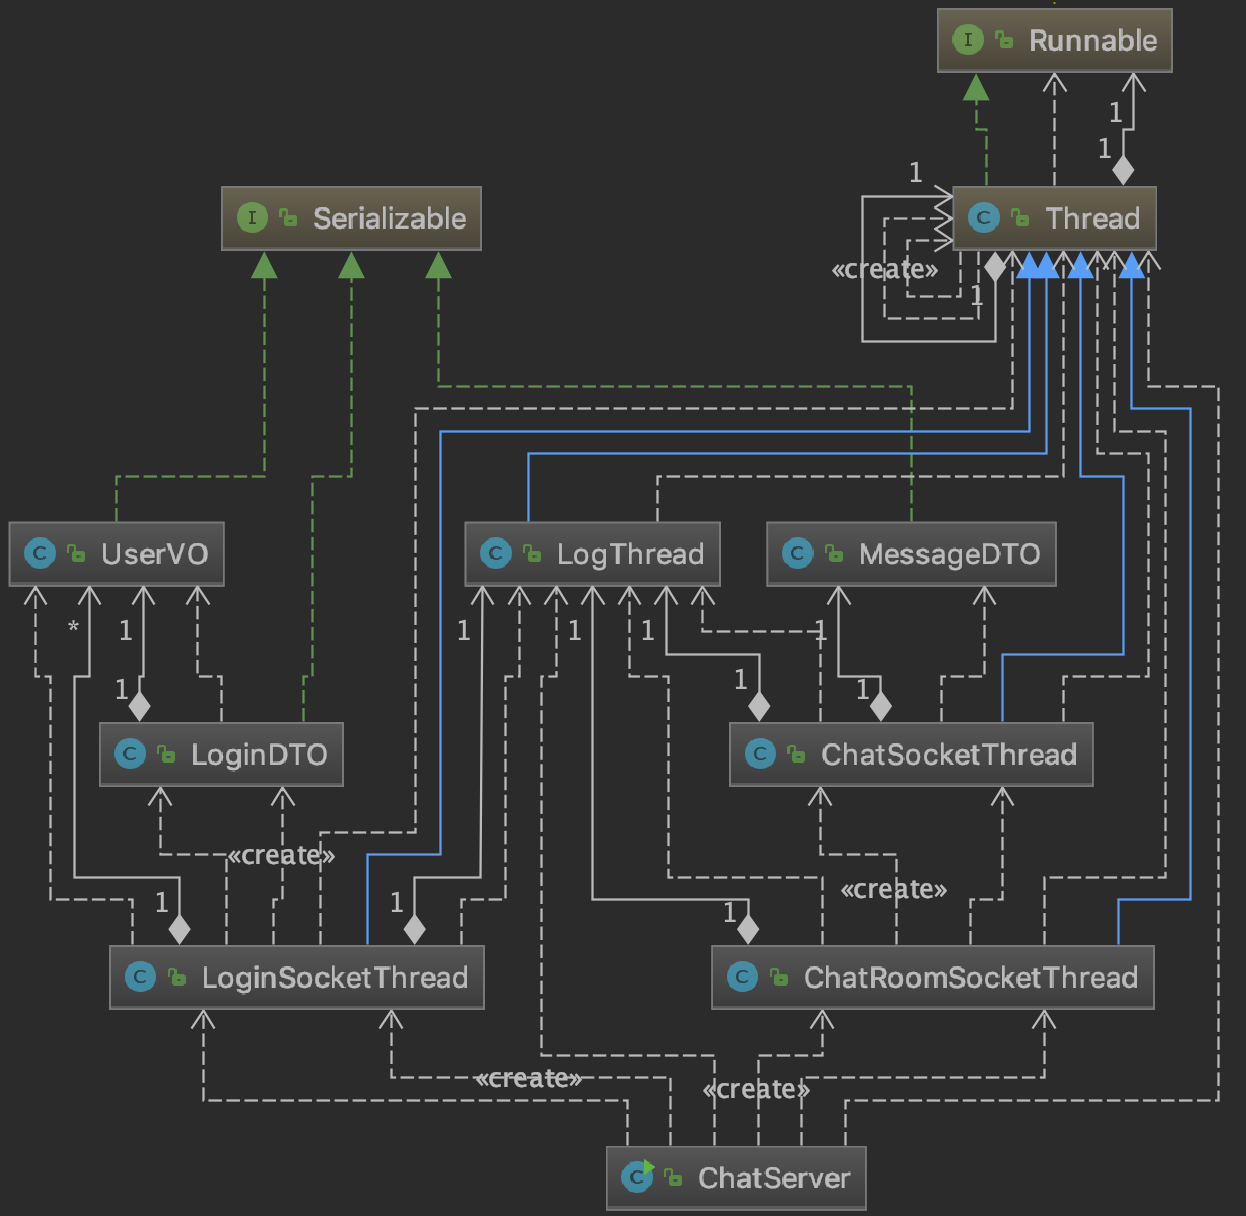 I Runnable
1
1
1
I Serializable
C Thread
«create»
1
C UserVO
C LogThread
C MessageDTO
*
1
1
1
1
1
1
1
1
C LoginDTO
C ChatSocketThread
«create»
«create»
1
1
1
C LoginSocketThread
C ChatRoomSocketThread
«create»
«create»
C ChatServer